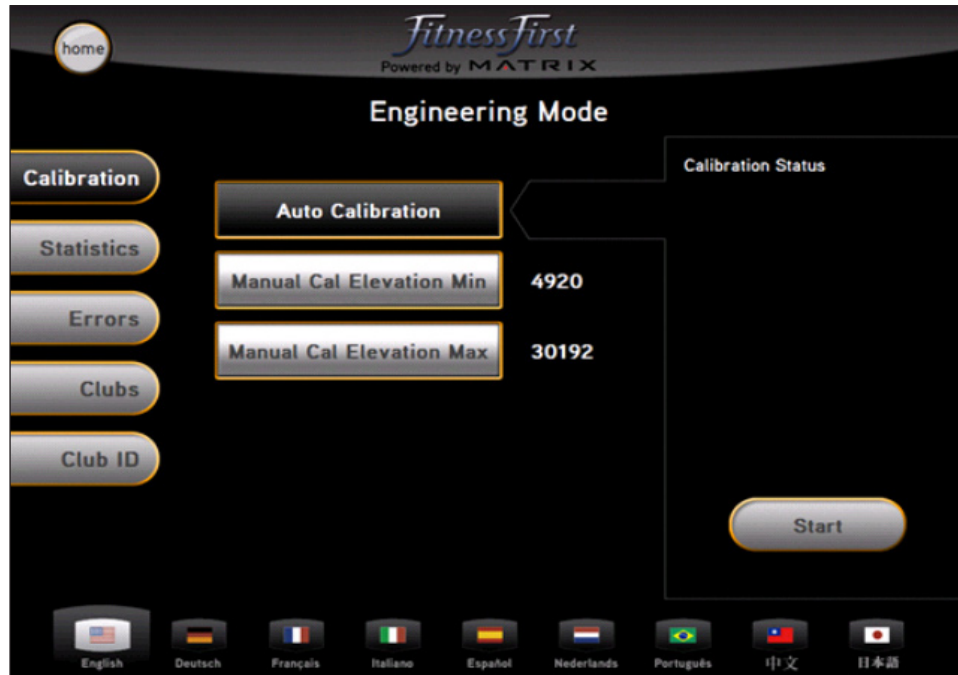 home
Fitness First
Powered by MATRIX
Engineering Mode
Calibration
Statistics
Errors
Clubs
Club ID
Auto Calibration
Manual Cal Elevation Min
4920
Manual Cal Elevation Max
30192
Calibration Status
Start
English
Deutsch
Français
Italiano
Español
Nederlands
Português
中文
日本語